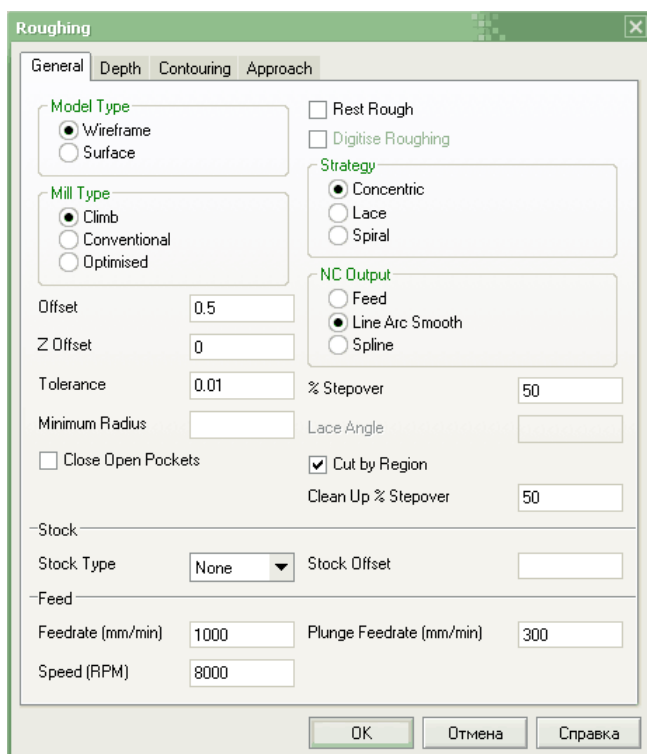 Roughing
General Depth Contouring Approach
Model Type
Wireframe
Surface
Mill Type
Climb
Conventional
Optimised
Offset 0.5
Z Offset 0
Tolerance 0.01
Minimum Radius
Close Open Pockets
Rest Rough
Digitise Roughing
Strategy
Concentric
Lace
Spiral
NC Output
Feed
Line Arc Smooth
Spline
% Stepover 50
Lace Angle
Cut by Region
Clean Up % Stepover 50
Stock
Stock Type None Stock Offset
Feed
Feedrate (mm/min) 1000 Plunge Feedrate (mm/min) 300
Speed (RPM) 8000
OK Отмена Справка